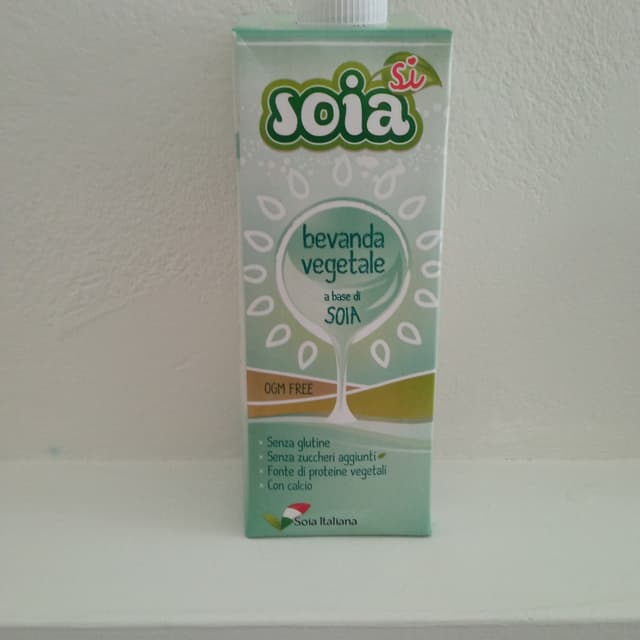 Si
soia
bevanda
vegetale
a base di
SOIA
OGM FREE
Senza glutine
Senza zuccheri aggiunti
Fonte di proteine vegetali
Con calcio
Soia Italiana